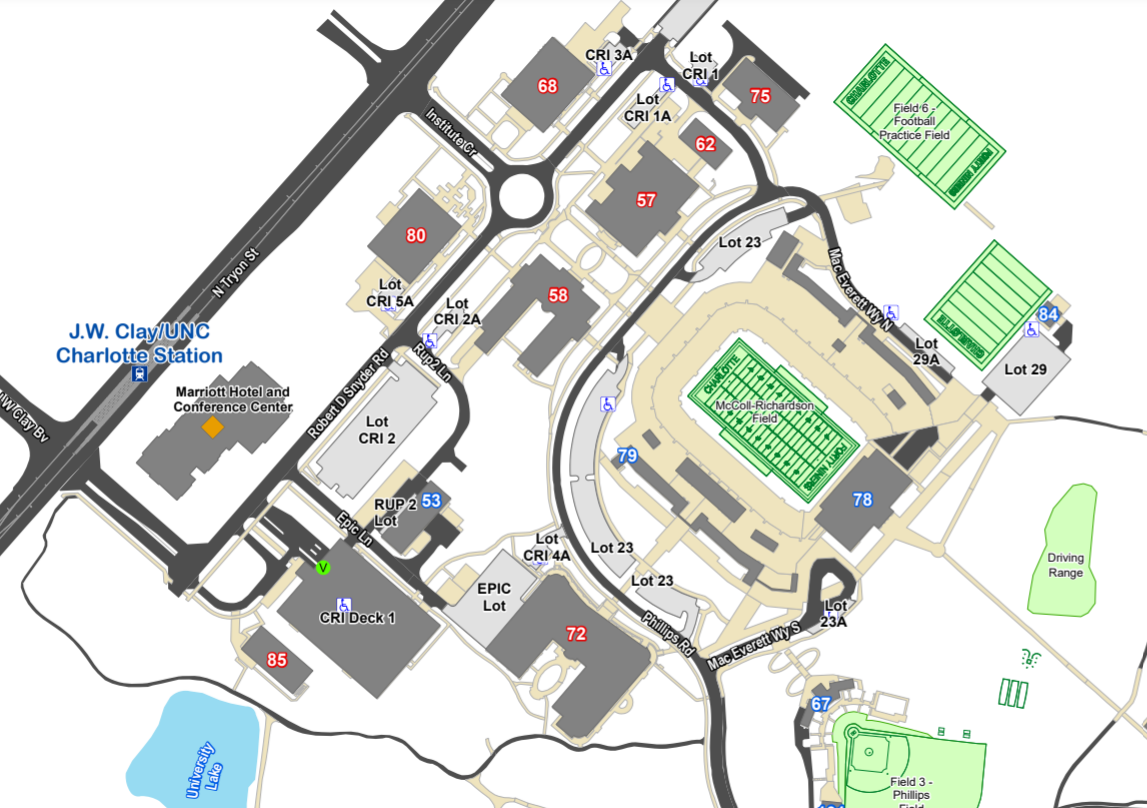 CRI 3A
Lot
CRI 1
68
75
Lot
CRI 1A
CHARLOTTE
Field 6 -
Football
Practice Field
FORTY NINERS
Institute Cr
62
57
80
Lot 23
N Tryon St
Mac Everett Wy N
Lot
CRI 5A
Lot
CRI 2A
58
84
CHARLOTTE
J.W. Clay/UNC
Charlotte Station
Rup2 Ln
Lot
29A
Lot 29
Marriott Hotel and
Conference Center
Robert D Snyder Rd
CHARLOTTE
McColl-Richardson
Field
FORTY NINERS
W Clay Bv
Lot
CRI 2
79
RUP 2
Lot
53
78
Epic Ln
Lot
CRI 4A
Lot 23
Driving
Range
V
EPIC
Lot
Lot 23
CRI Deck 1
Lot
23A
72
Phillips Rd
Mac Everett Wy S
85
67
University
Lake
Field 3 -
Phillips
Field